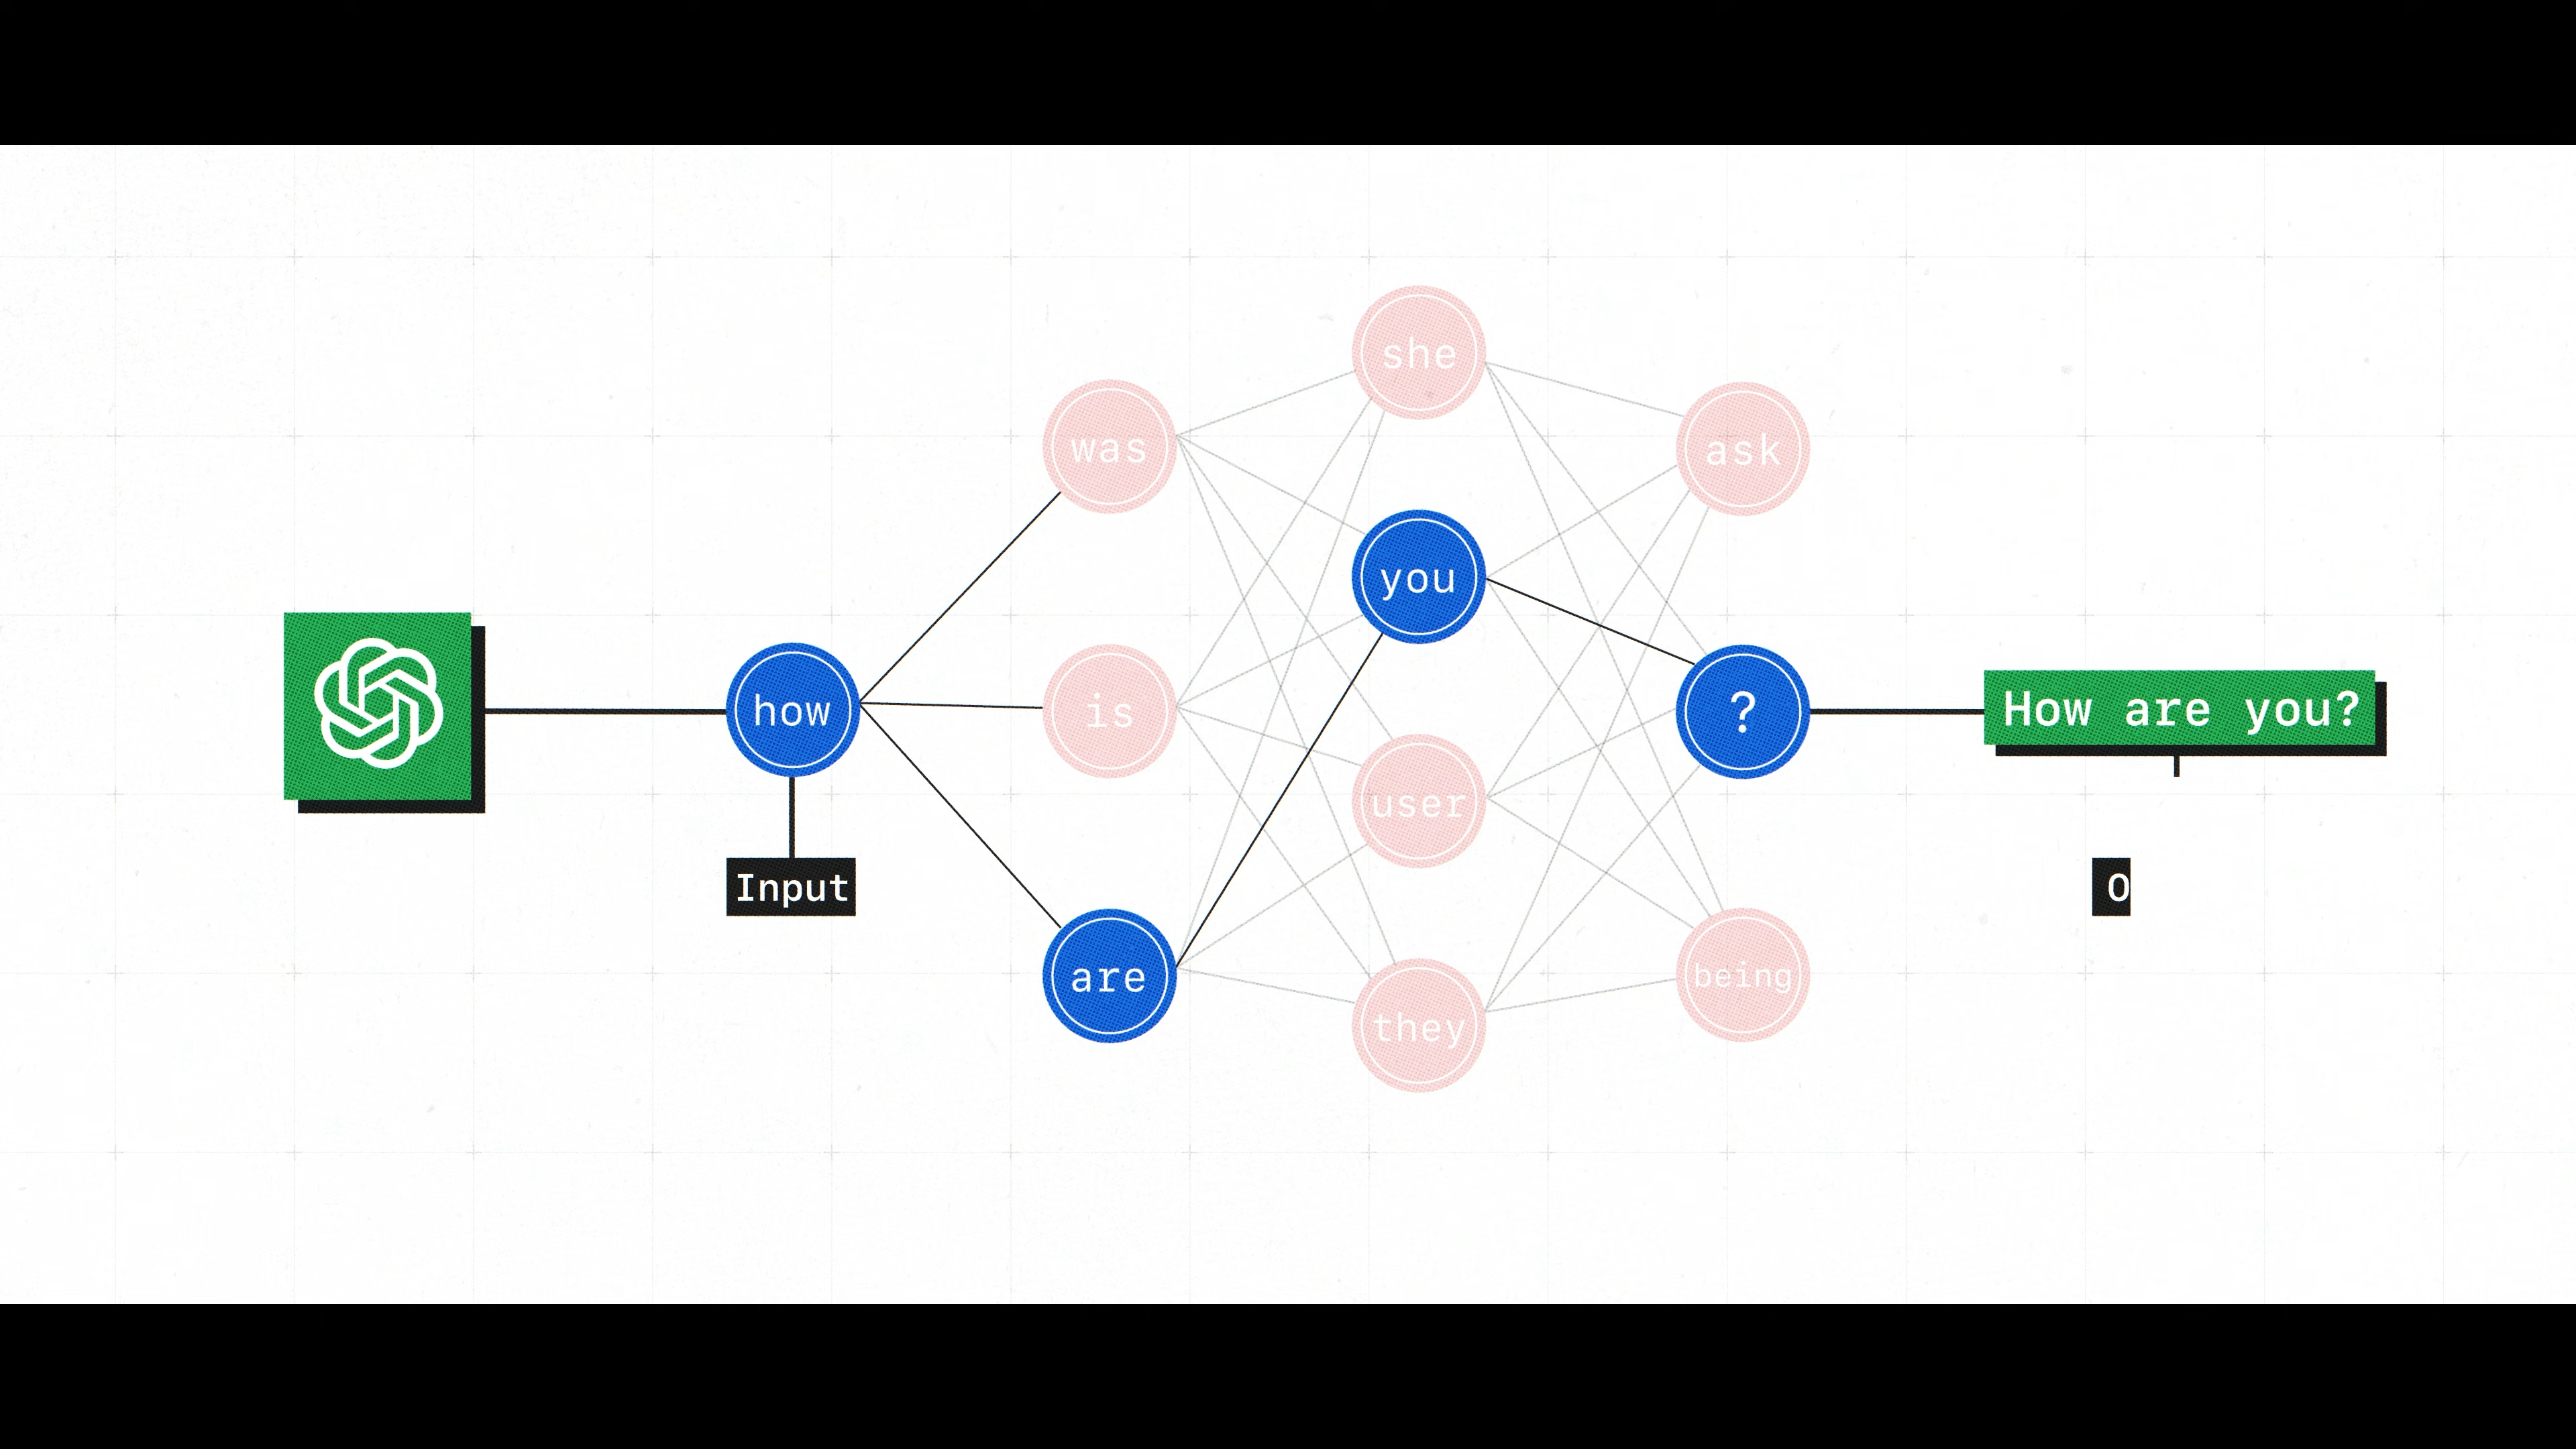 how
Input
was
is
are
she
you
user
they
ask
?
being
How are you?
O